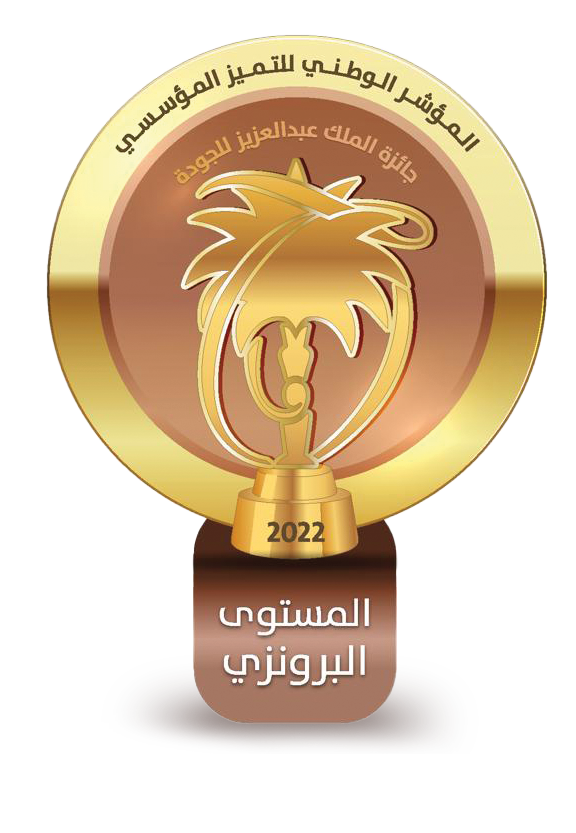 المؤشر الوطني للتميز المؤسسي
جائزة الملك عبدالعزيز للجودة
2022
المستوى
البرونزي